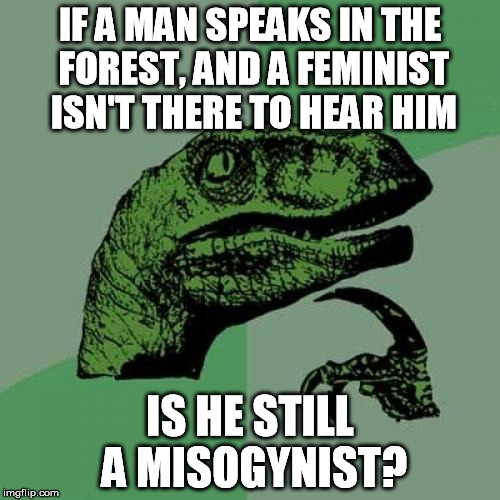 IF A MAN SPEAKS IN THE
FOREST, AND A FEMINIST
ISN'T THERE TO HEAR HIM
IS HE STILL
A MISOGYNIST?
imgflip.com